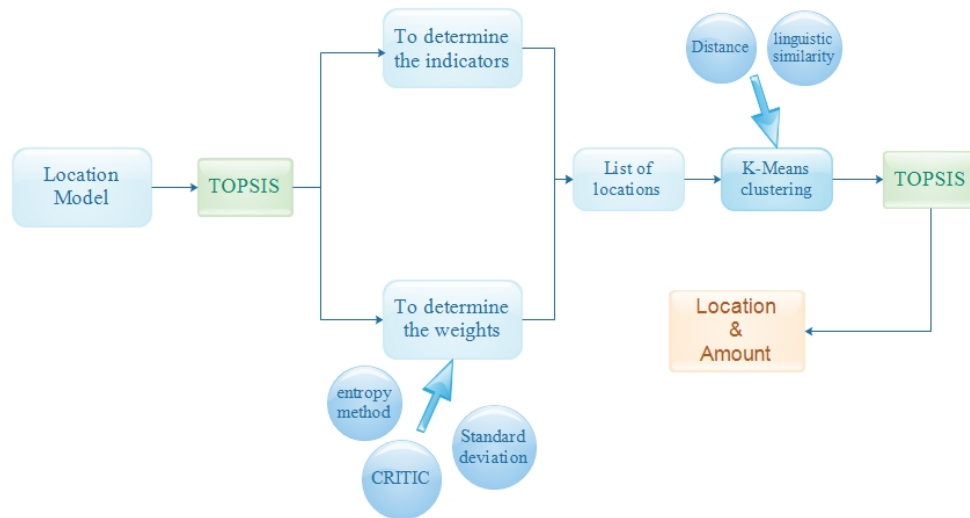 To determine
the indicators
Distance
linguistic
similarity
Location
Model
TOPSIS
List of
locations
K-Means
clustering
TOPSIS
To determine
the weights
Location
&
Amount
entropy
method
CRITIC
Standard
deviation